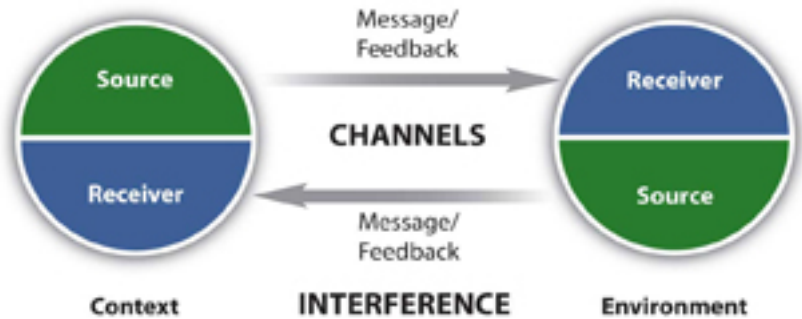 Message/
Feedback
Source
Receiver
CHANNELS
Receiver
Source
Message/
Feedback
Context
INTERFERENCE
Environment